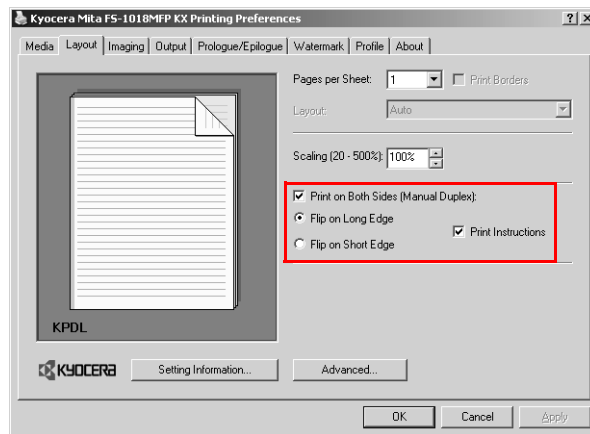 Kyocera Mita FS-1018MFP KX Printing Preferences
Media Layout Imaging Output Prologue/Epilogue Watermark Profile About
Pages per Sheet: 1 Print Borders
Layout: Auto
Scaling (20 - 500%): 100%
Print on Both Sides (Manual Duplex):
Flip on Long Edge
Print Instructions
Flip on Short Edge
KPDL
KYOCERA Setting Information... Advanced...
OK Cancel Apply